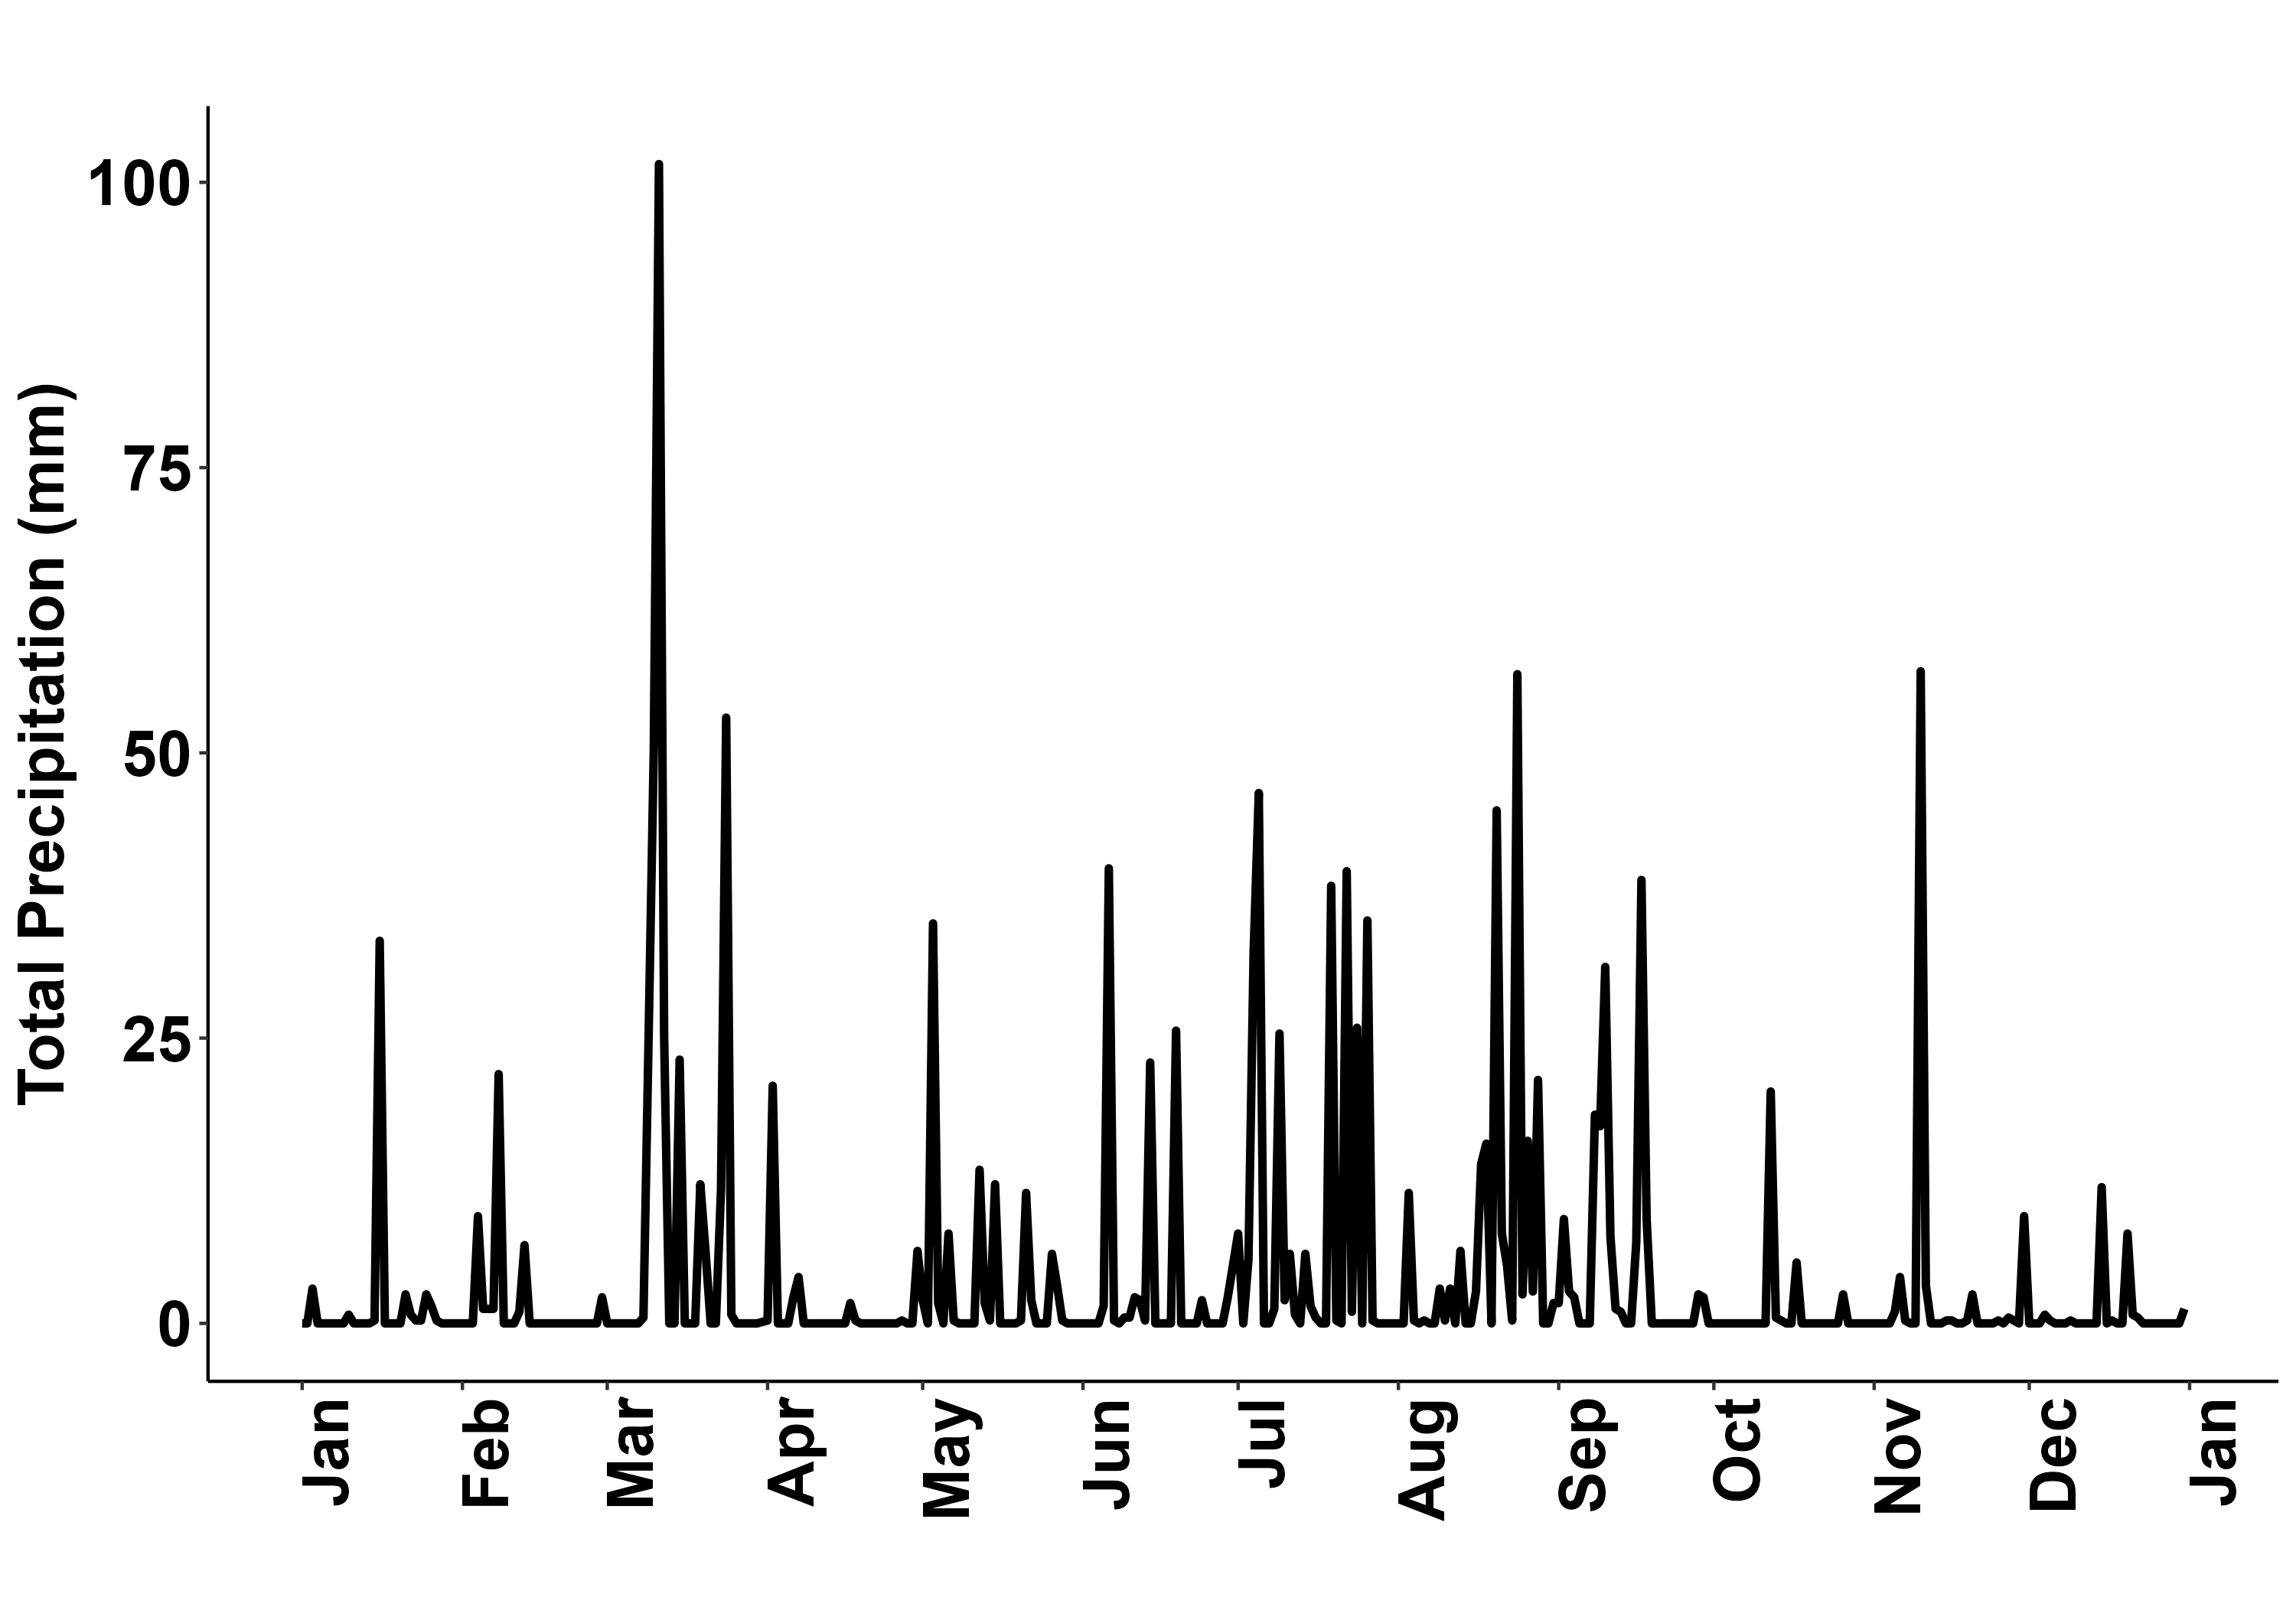 Total Precipitation (mm)
100
75
50
25
0
Jan
Feb
Mar
Apr
May
Jun
Jul
Aug
Sep
Oct
Nov
Dec
Jan